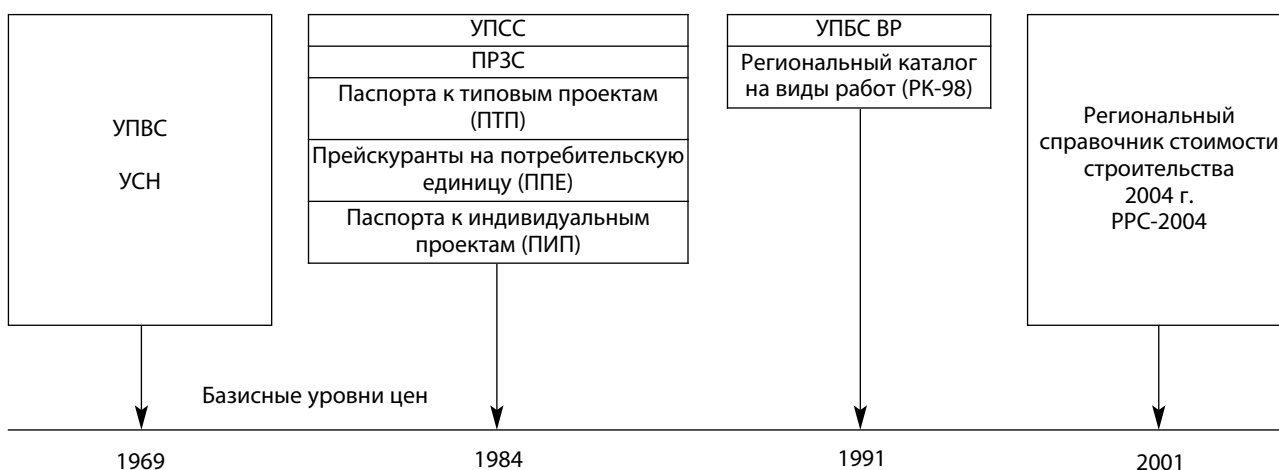 УПВС
УСН
УПСС
ПРЗС
Паспорта к типовым проектам
(ПТП)
Прейскуранты на потребительскую
единицу (ППЕ)
Паспорта к индивидуальным
проектам (ПИП)
УПБС ВР
Региональный каталог
на виды работ (РК-98)
Региональный
справочник стоимости
строительства
2004 г.
РРС-2004
Базисные уровни цен
1969
1984
1991
2001